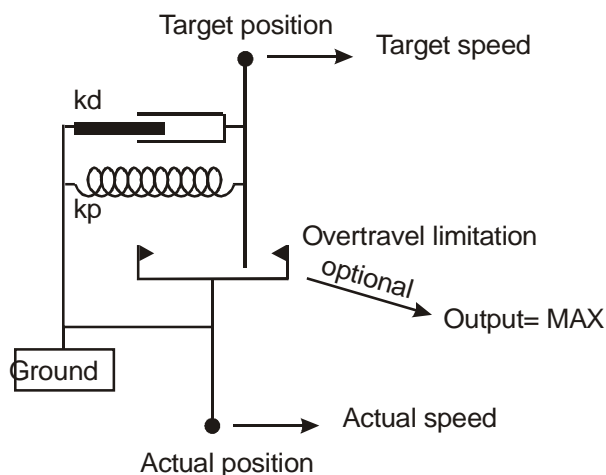 Target position
Target speed
kd
kp
Overtravel limitation
optional
Output= MAX
Ground
Actual speed
Actual position